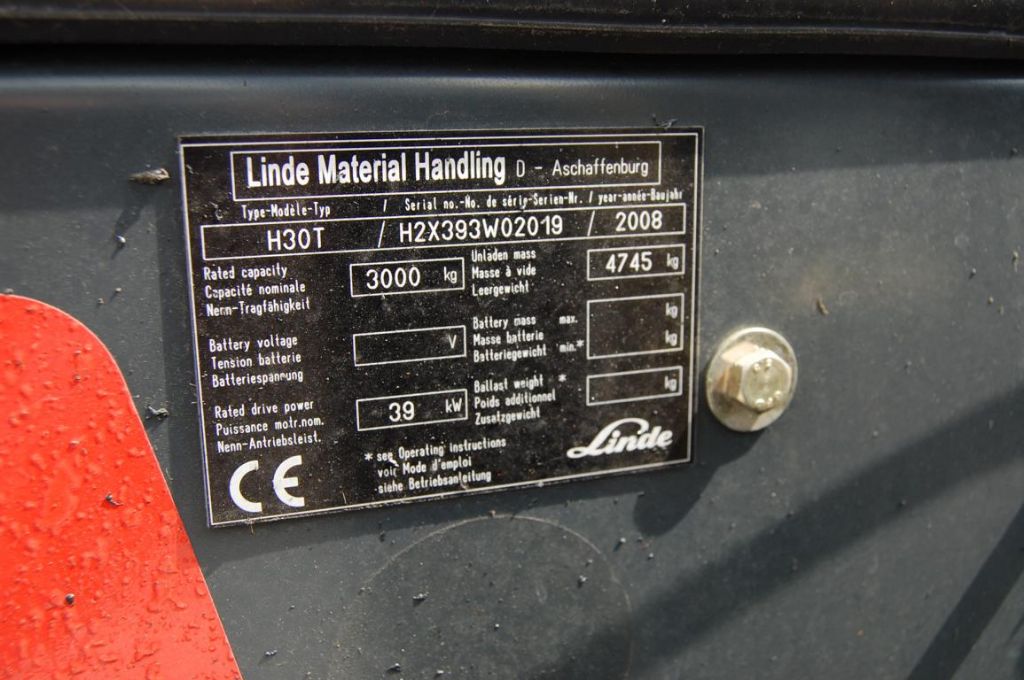 Linde Material Handling D - Aschaffenburg
Type-Modèle-Typ / Serial no.-No. de série-Serien-Nr. / year-année-Baujahr
H30T / H2X393W02019 / 2008
Rated capacity
Capacité nominale
Nenn-Tragfähigkeit
3000 kg
Unladen mass
Masse à vide
Leergewicht
4745 kg
Battery voltage
Tension batterie
Batteriespannung
V
Battery mass max. kg
Masse batterie
Batteriegewicht min.* kg
Rated drive power
Puissance motr.nom.
Nenn-Antriebsleist.
39 kW
Ballast weight *
Poids additionnel
Zusatzgewicht
kg
CE
* see Operating instructions
voir Mode d'emploi
siehe Betriebsanleitung
Linde